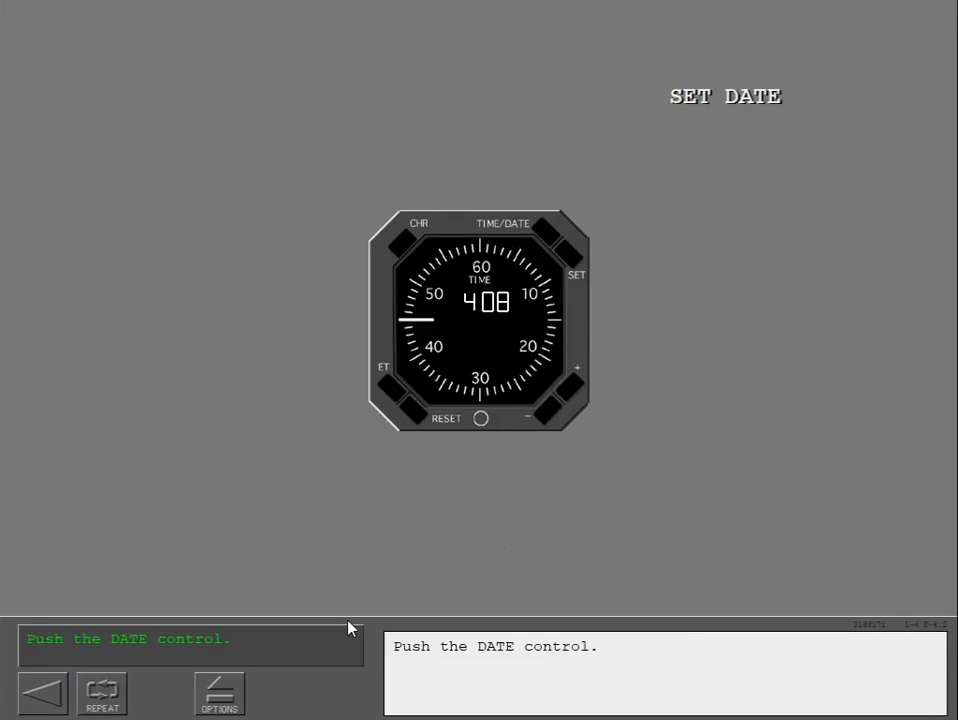 SET DATE
CHR
TIME/DATE
SET
60
TIME
50
10
408
40
20
30
ET
+
RESET
-
Push the DATE control.
Push the DATE control.
REPEAT
OPTIONS